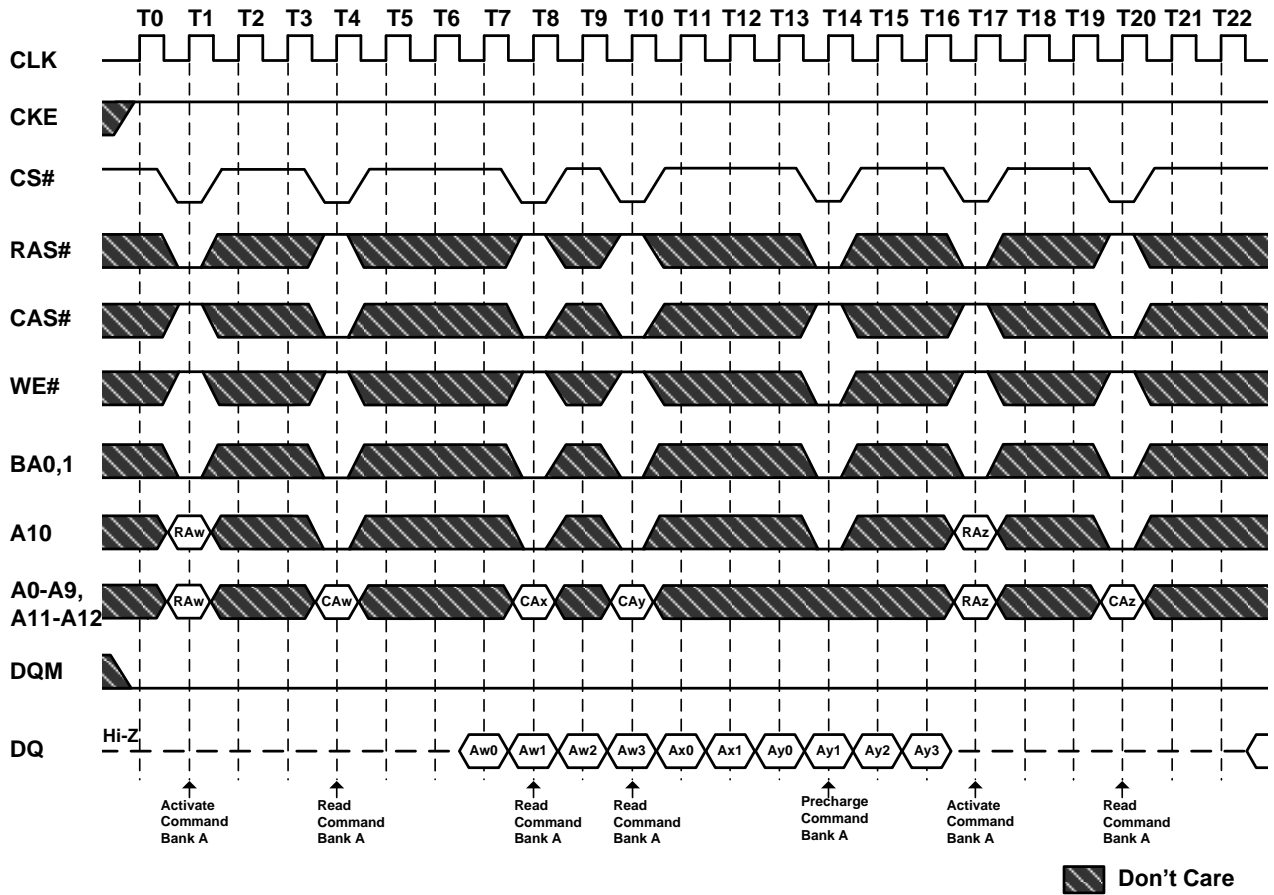 T0 T1 T2 T3 T4 T5 T6 T7 T8 T9 T10 T11 T12 T13 T14 T15 T16 T17 T18 T19 T20 T21 T22
CLK
CKE
CS#
RAS#
CAS#
WE#
BA0,1
A10 RAw RAz
A0-A9,
A11-A12 RAw CAw CAx CAy RAz CAz
DQM
DQ Hi-Z Aw0 Aw1 Aw2 Aw3 Ax0 Ax1 Ay0 Ay1 Ay2 Ay3
Activate
Command
Bank A
Read
Command
Bank A
Read
Command
Bank A
Read
Command
Bank A
Precharge
Command
Bank A
Activate
Command
Bank A
Read
Command
Bank A
Don't Care